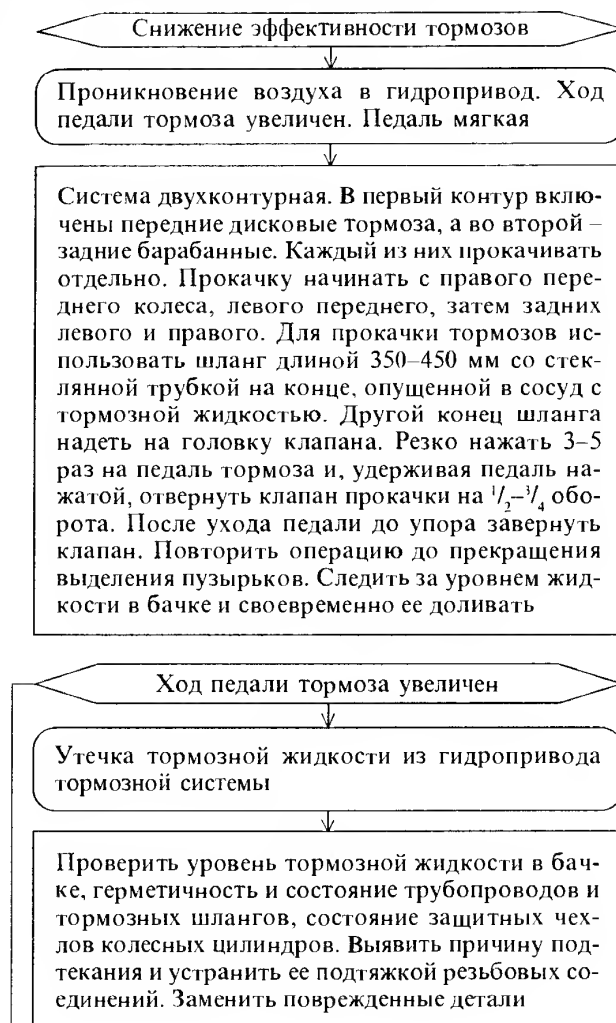 Снижение эффективности тормозов
Проникновение воздуха в гидропривод. Ход
педали тормоза увеличен. Педаль мягкая
Система двухконтурная. В первый контур вклю-
чены передние дисковые тормоза, а во второй –
задние барабанные. Каждый из них прокачивать
отдельно. Прокачку начинать с правого пере-
днего колеса, левого переднего, затем задних
левого и правого. Для прокачки тормозов ис-
пользовать шланг длиной 350–450 мм со стек-
лянной трубкой на конце, опущенной в сосуд с
тормозной жидкостью. Другой конец шланга
надеть на головку клапана. Резко нажать 3–5
раз на педаль тормоза и, удерживая педаль на-
жатой, отвернуть клапан прокачки на 1/2–3/4 обо-
рота. После ухода педали до упора завернуть
клапан. Повторить операцию до прекращения
выделения пузырьков. Следить за уровнем жид-
кости в бачке и своевременно ее доливать
Ход педали тормоза увеличен
Утечка тормозной жидкости из гидропривода
тормозной системы
Проверить уровень тормозной жидкости в бач-
ке, герметичность и состояние трубопроводов и
тормозных шлангов, состояние защитных чех-
лов колесных цилиндров. Выявить причину под-
текания и устранить ее подтяжкой резьбовых со-
единений. Заменить поврежденные детали